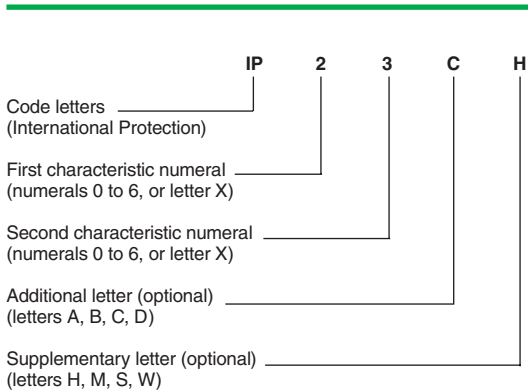 IP 2 3 C H
Code letters
(International Protection)
First characteristic numeral
(numerals 0 to 6, or letter X)
Second characteristic numeral
(numerals 0 to 6, or letter X)
Additional letter (optional)
(letters A, B, C, D)
Supplementary letter (optional)
(letters H, M, S, W)